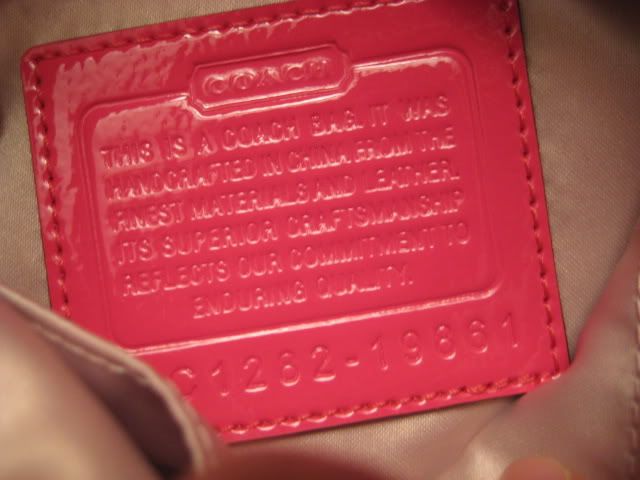 COACH
THIS IS A COACH BAG. IT WAS
HANDCRAFTED IN CHINA FROM THE
FINEST MATERIALS AND LEATHER.
ITS SUPERIOR CRAFTSMANSHIP
REFLECTS OUR COMMITMENT TO
ENDURING QUALITY.
C1262-19661